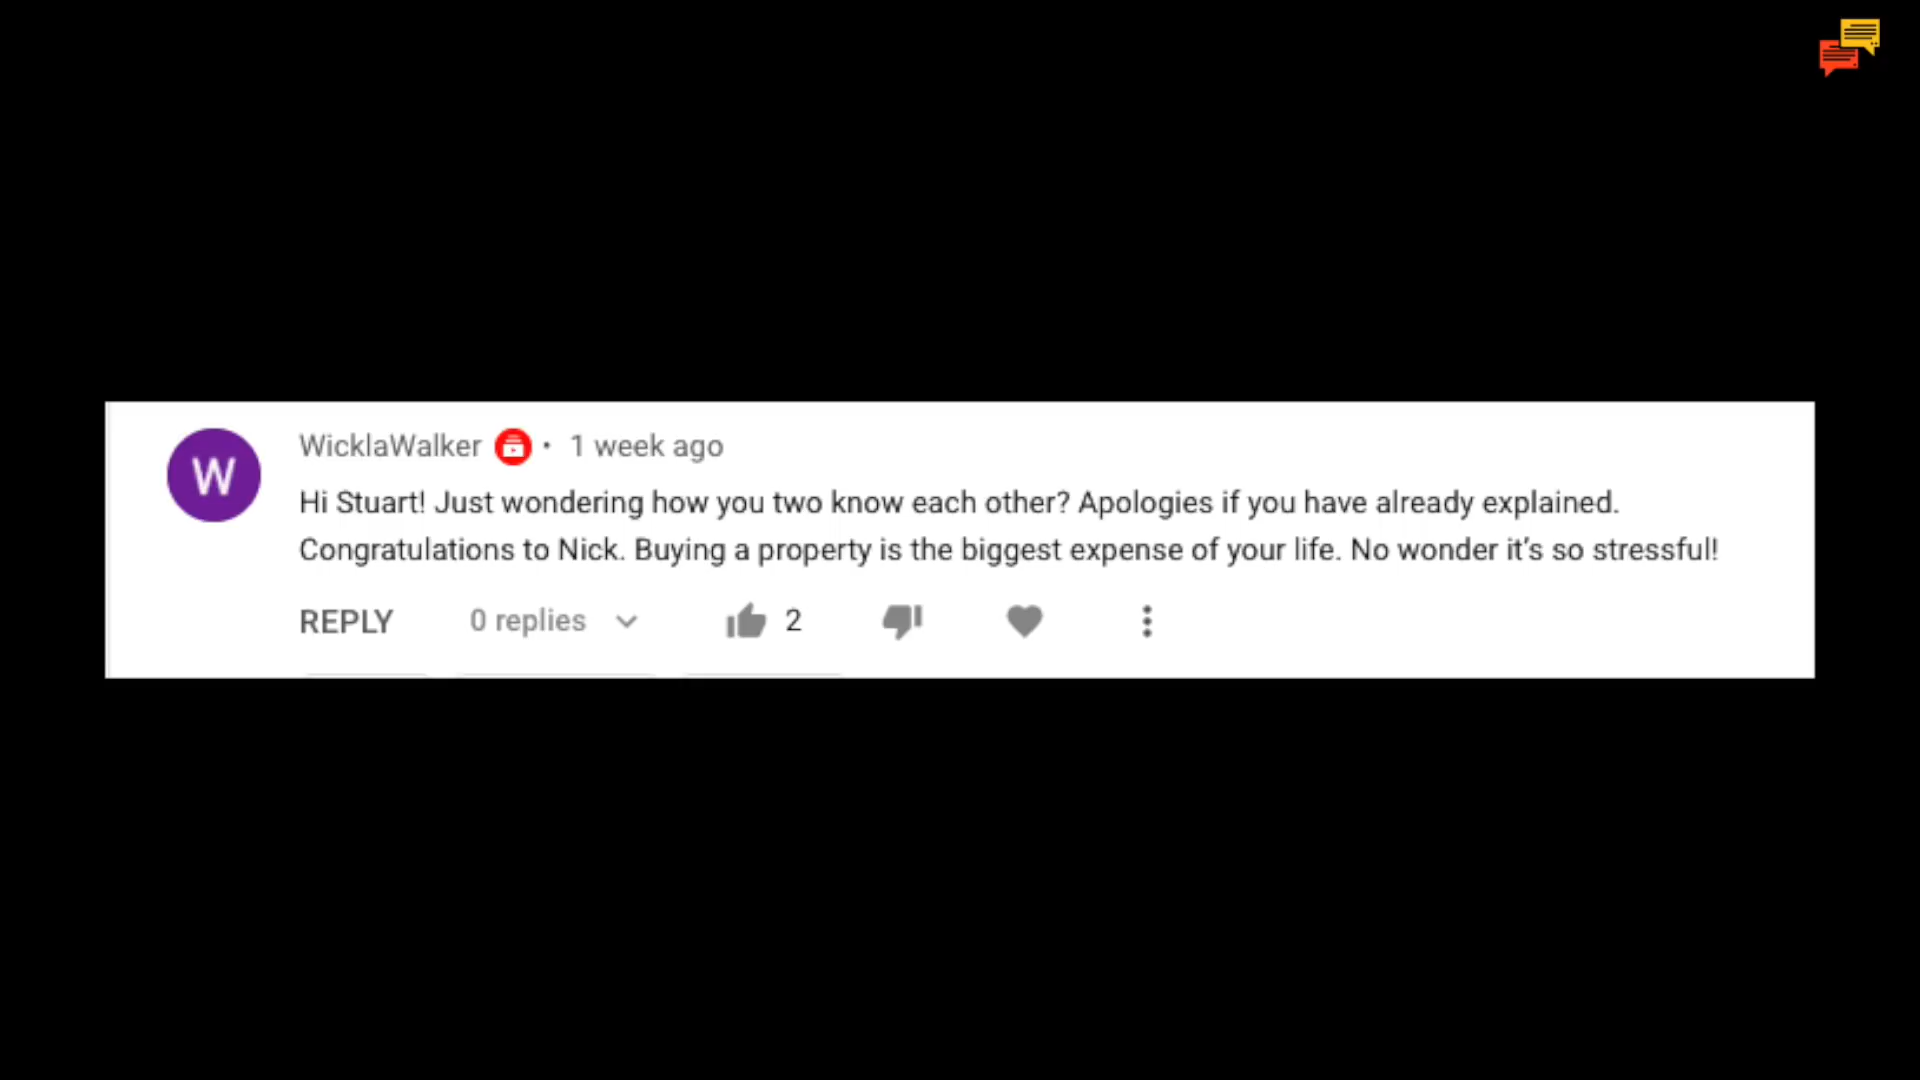 W
WicklaWalker • 1 week ago
Hi Stuart! Just wondering how you two know each other? Apologies if you have already explained.
Congratulations to Nick. Buying a property is the biggest expense of your life. No wonder it's so stressful!
REPLY 0 replies 2